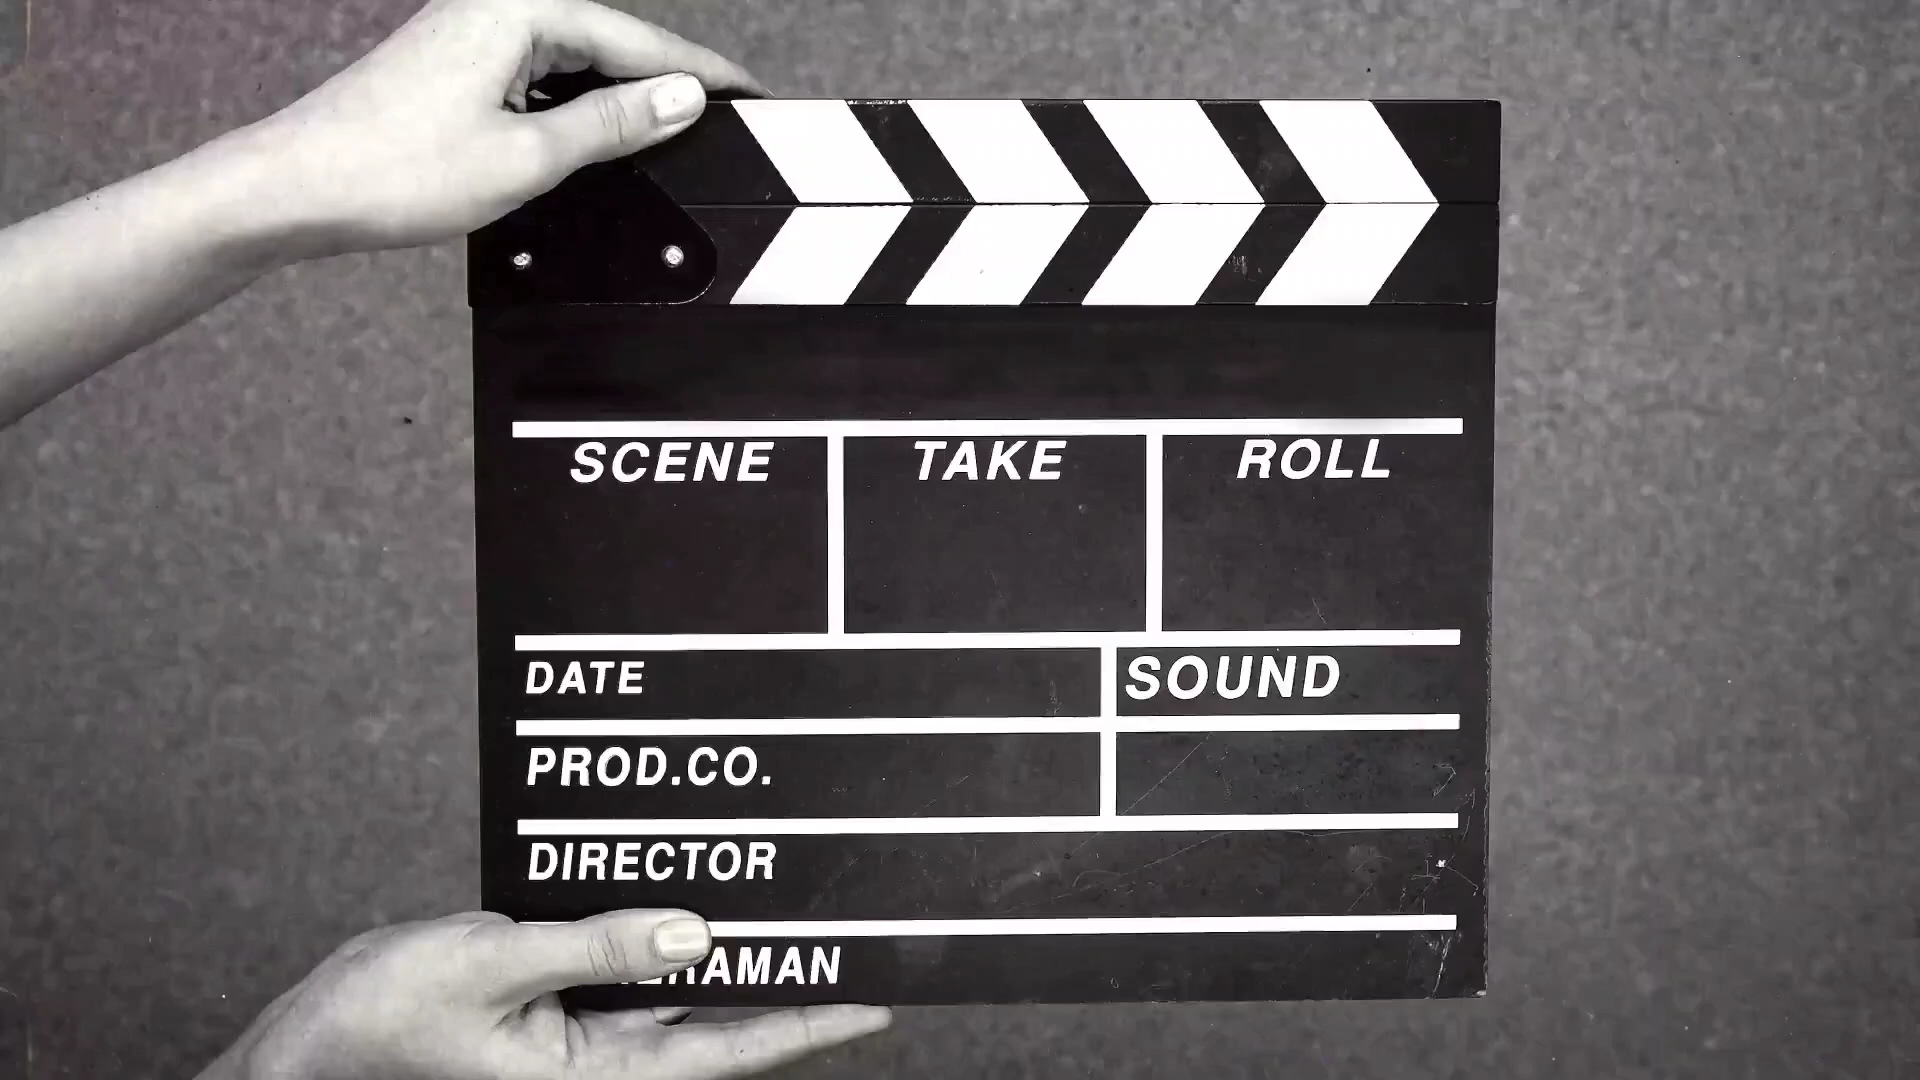 SCENE TAKE ROLL
DATE SOUND
PROD.CO.
DIRECTOR